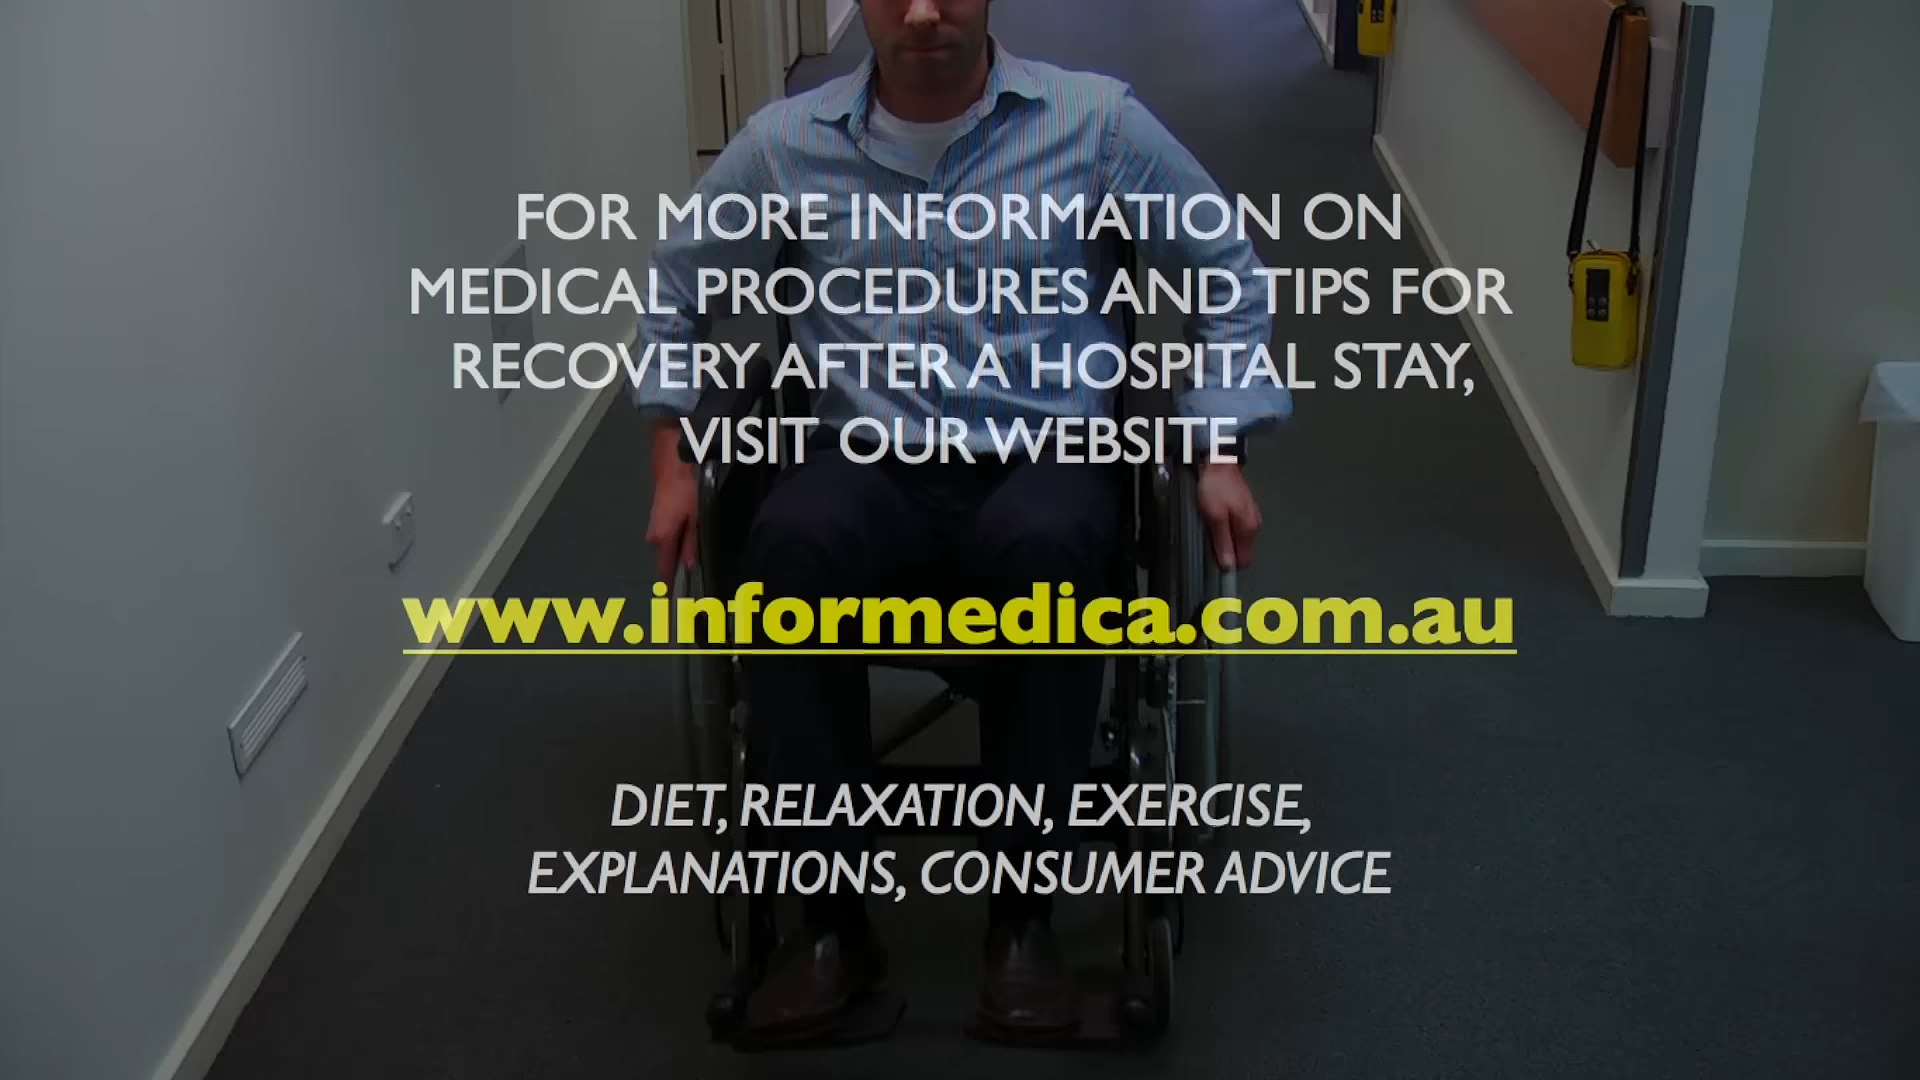 FOR MORE INFORMATION ON
MEDICAL PROCEDURES AND TIPS FOR
RECOVERY AFTER A HOSPITAL STAY,
VISIT OUR WEBSITE
www.informedica.com.au
DIET, RELAXATION, EXERCISE,
EXPLANATIONS, CONSUMER ADVICE